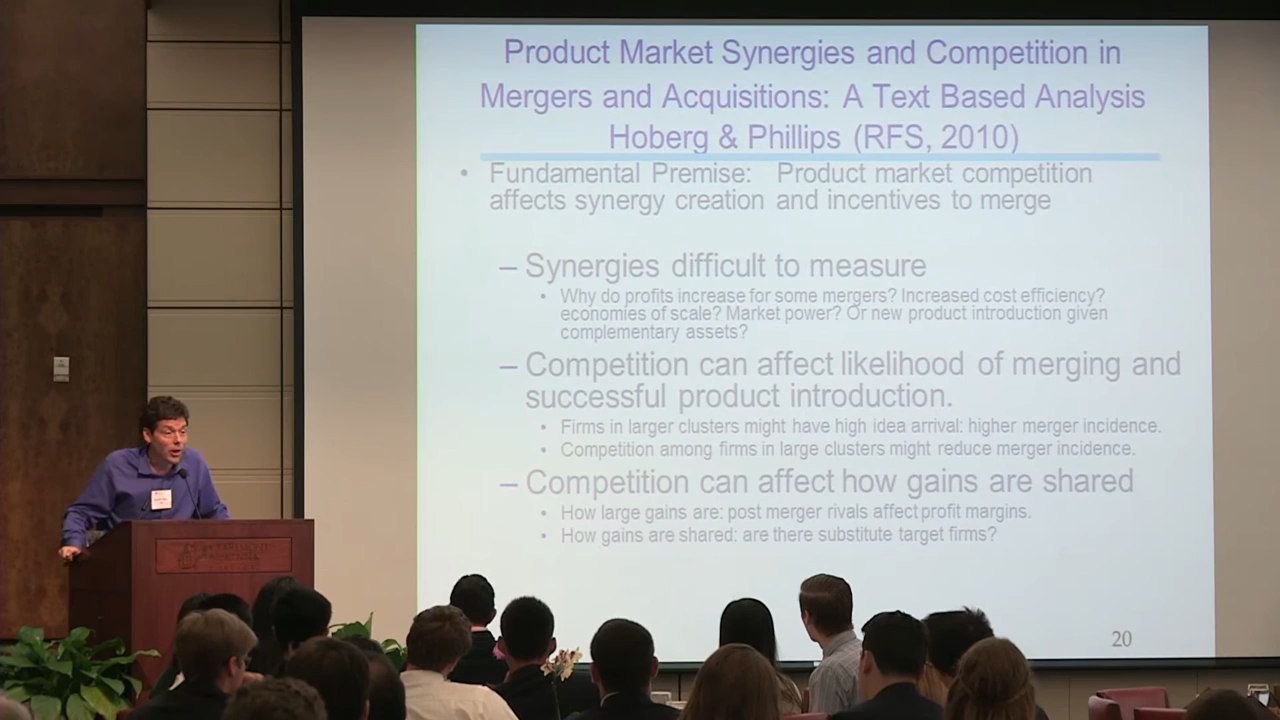 Product Market Synergies and Competition in
Mergers and Acquisitions: A Text Based Analysis
Hoberg & Phillips (RFS, 2010)
• Fundamental Premise: Product market competition
affects synergy creation and incentives to merge
– Synergies difficult to measure
• Why do profits increase for some mergers? Increased cost efficiency?
economies of scale? Market power? Or new product introduction given
complementary assets?
– Competition can affect likelihood of merging and
successful product introduction.
• Firms in larger clusters might have high idea arrival: higher merger incidence.
• Competition among firms in large clusters might reduce merger incidence.
– Competition can affect how gains are shared
• How large gains are: post merger rivals affect profit margins.
• How gains are shared: are there substitute target firms?
20